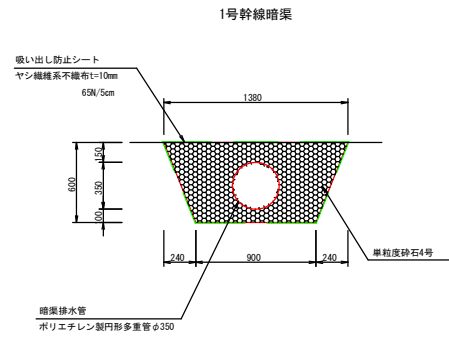 1号幹線暗渠
吸い出し防止シート
ヤシ繊維系不織布t=10mm
65N/5cm
1380
600
150
350
100
240
900
240
単粒度砕石4号
暗渠排水管
ポリエチレン製円形多重管φ350